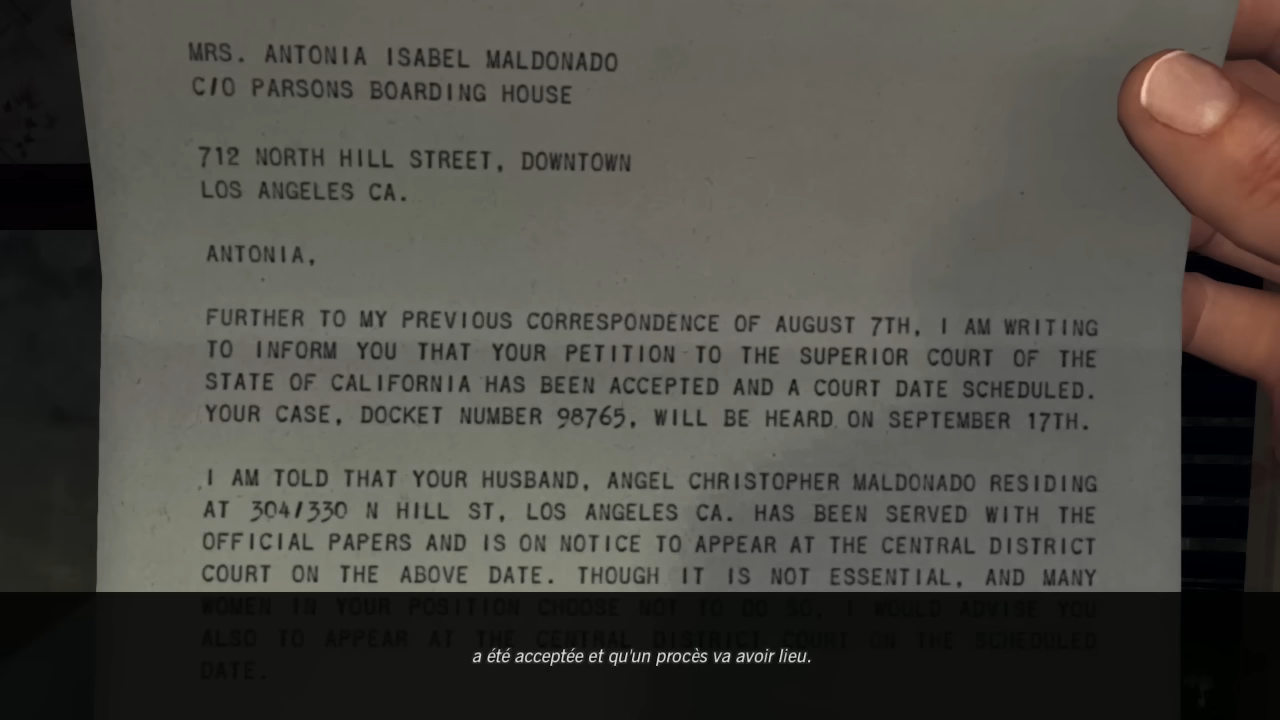 MRS. ANTONIA ISABEL MALDONADO
C/O PARSONS BOARDING HOUSE
712 NORTH HILL STREET, DOWNTOWN
LOS ANGELES CA.
ANTONIA,
FURTHER TO MY PREVIOUS CORRESPONDENCE OF AUGUST 7TH, I AM WRITING
TO INFORM YOU THAT YOUR PETITION TO THE SUPERIOR COURT OF THE
STATE OF CALIFORNIA HAS BEEN ACCEPTED AND A COURT DATE SCHEDULED.
YOUR CASE, DOCKET NUMBER 98765, WILL BE HEARD ON SEPTEMBER 17TH.
I AM TOLD THAT YOUR HUSBAND, ANGEL CHRISTOPHER MALDONADO RESIDING
AT 304/330 N HILL ST, LOS ANGELES CA. HAS BEEN SERVED WITH THE
OFFICIAL PAPERS AND IS ON NOTICE TO APPEAR AT THE CENTRAL DISTRICT
COURT ON THE ABOVE DATE. THOUGH IT IS NOT ESSENTIAL, AND MANY
WOMEN IN YOUR POSITION CHOOSE NOT TO DO SO, I WOULD ADVISE YOU
ALSO TO APPEAR AT THE CENTRAL DISTRICT COURT ON THE SCHEDULED
DATE.
a été acceptée et qu'un procès va avoir lieu.